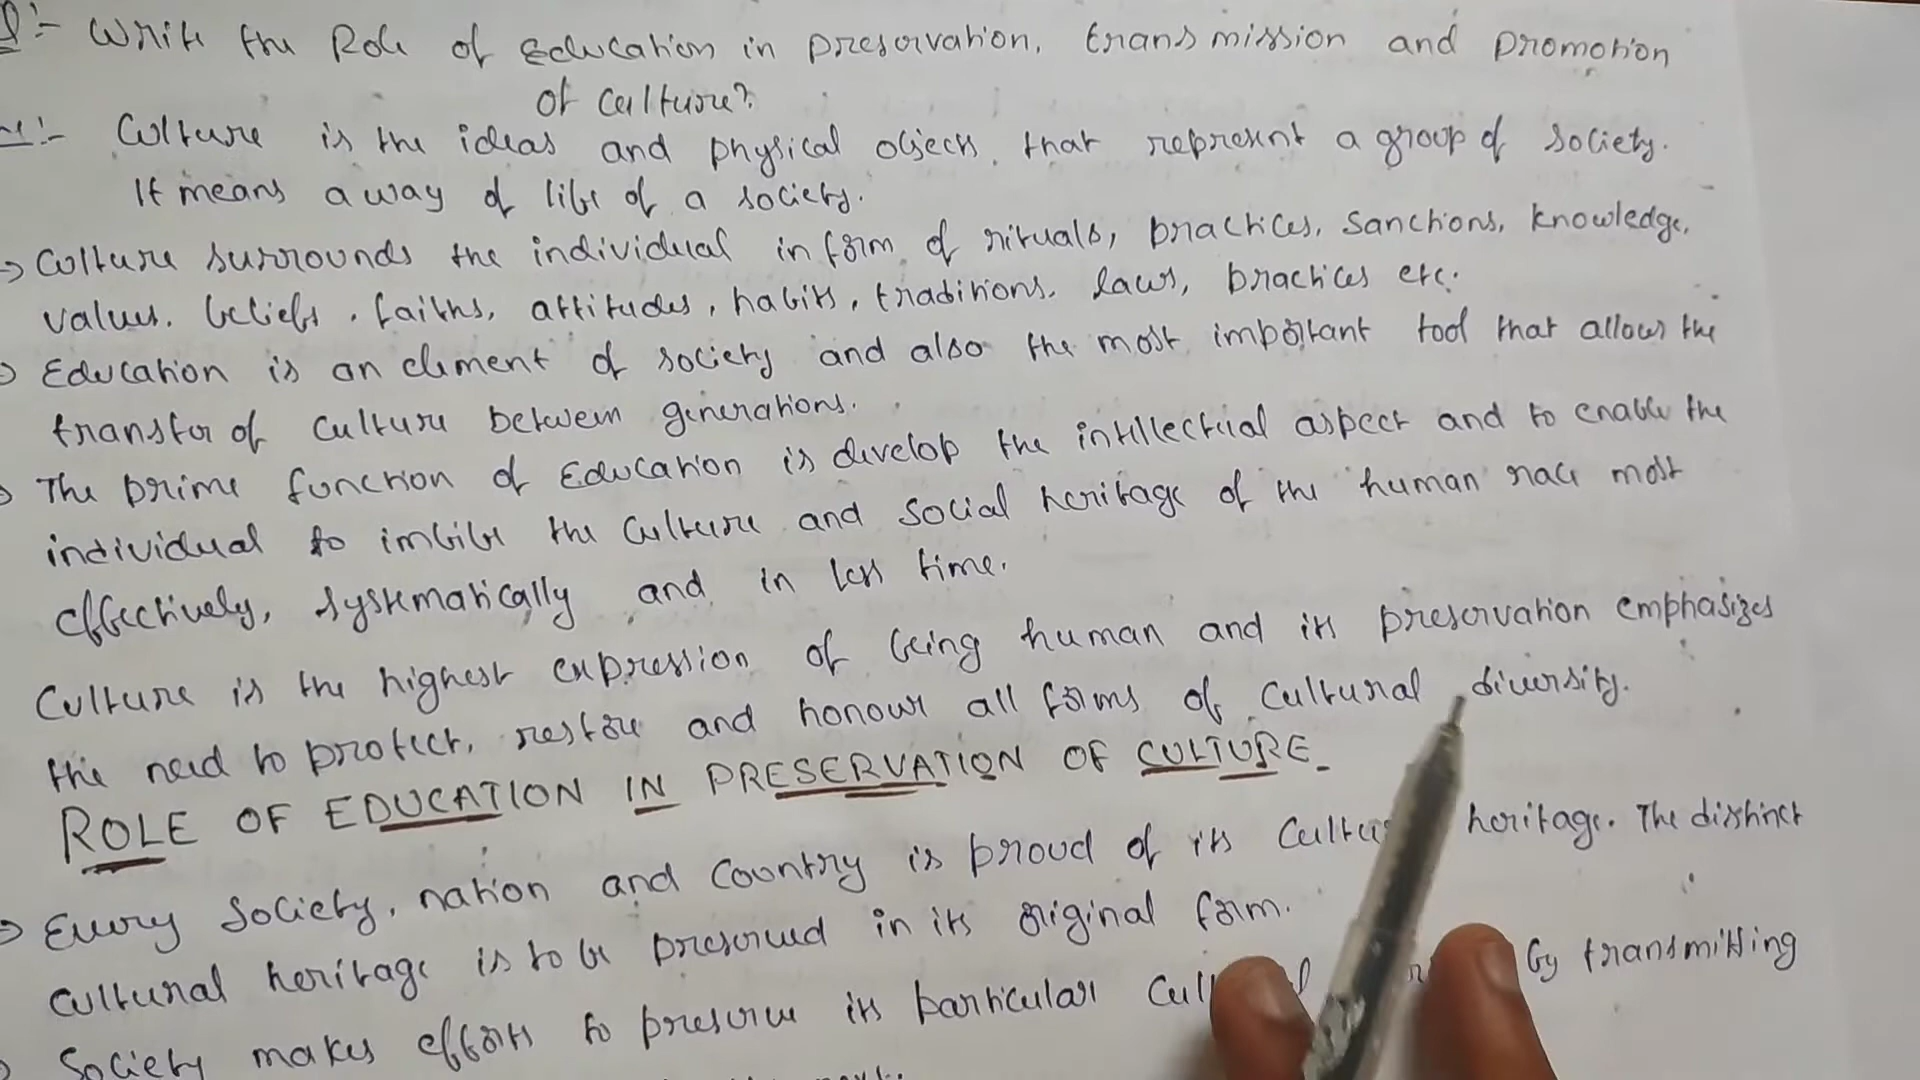 Q:- Write the Role of Education in preservation, transmission and promotion
of Culture?
Culture is the ideas and physical objects that represent a group of society.
It means a way of life of a society.
→ Culture surrounds the individual in form of rituals, practices, sanctions, knowledge,
values, beliefs, faiths, attitudes, habits, traditions, laws, practices etc.
Education is an element of society and also the most important tool that allows the
transfer of culture between generations.
The prime function of Education is develop the intellectual aspect and to enable the
individual to imbibe the culture and social heritage of the human race most
effectively, systematically and in less time.
Culture is the highest expression of being human and its preservation emphasizes
the need to protect, restore and honour all forms of cultural diversity.
ROLE OF EDUCATION IN PRESERVATION OF CULTURE
→ Every society, nation and country is proud of its heritage. The distinct
cultural heritage is to be preserved in its original form.
Society makes efforts to preserve its particular by transmitting